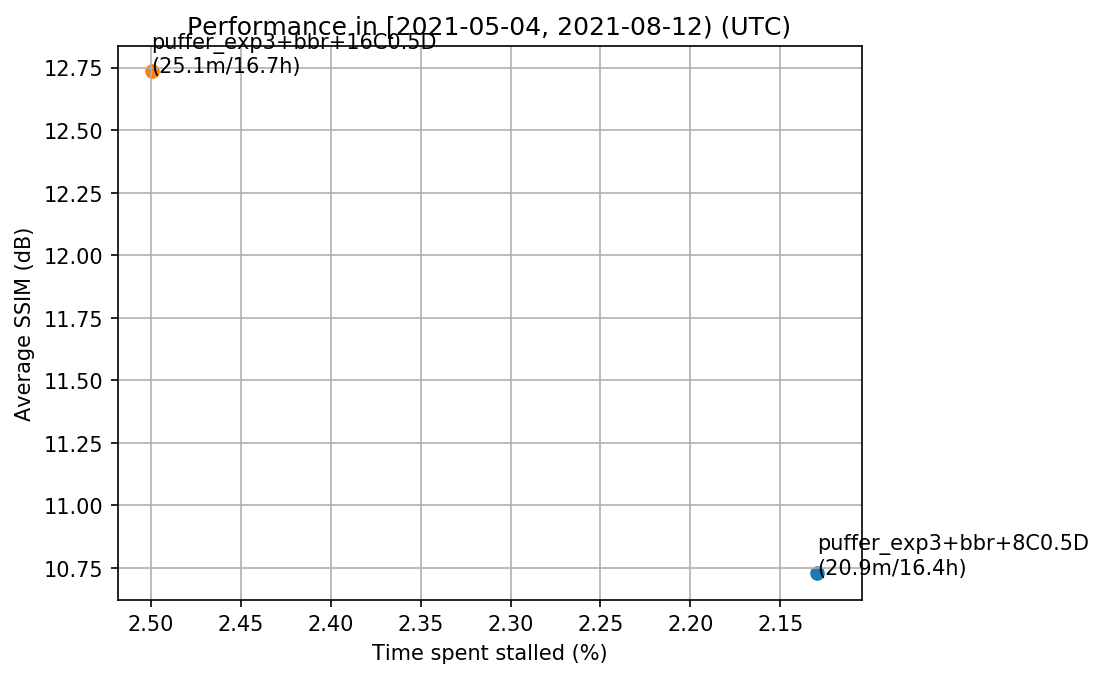 Performance in [2021-05-04, 2021-08-12) (UTC)
puffer_exp3+bbr+16C0.5D
(25.1m/16.7h)
12.75
12.50
12.25
12.00
11.75
11.50
11.25
11.00
10.75
Average SSIM (dB)
puffer_exp3+bbr+8C0.5D
(20.9m/16.4h)
2.50 2.45 2.40 2.35 2.30 2.25 2.20 2.15
Time spent stalled (%)